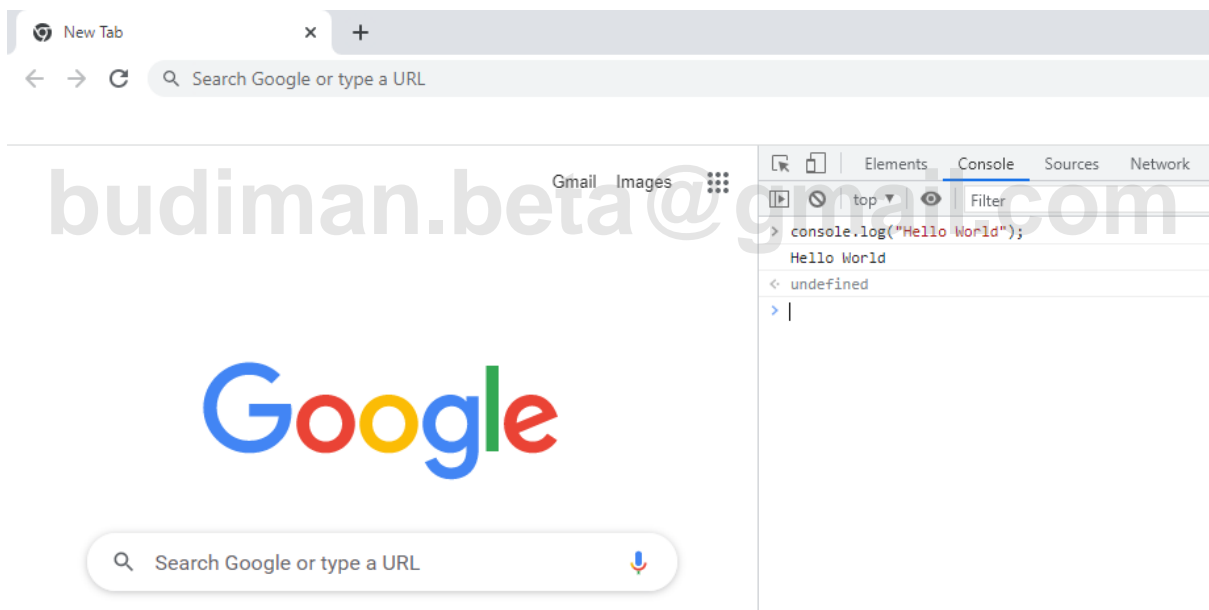 New Tab
Search Google or type a URL
Gmail Images
budiman.beta@gmail.com
Google
Search Google or type a URL
Elements Console Sources Network
top Filter
console.log("Hello World");
Hello World
undefined